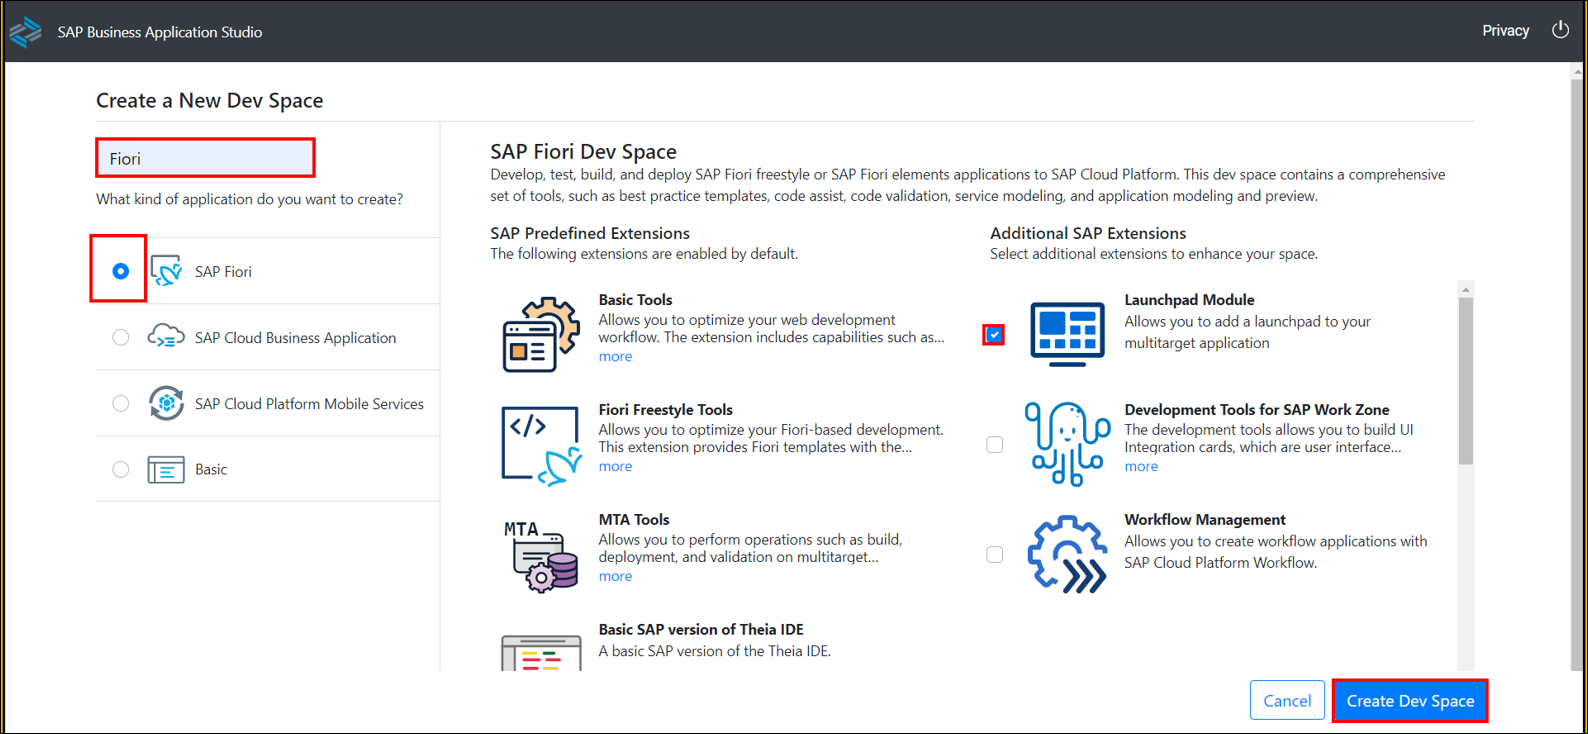 SAP Business Application Studio
Privacy
Create a New Dev Space
Fiori
What kind of application do you want to create?
SAP Fiori
SAP Cloud Business Application
SAP Cloud Platform Mobile Services
Basic
SAP Fiori Dev Space
Develop, test, build, and deploy SAP Fiori freestyle or SAP Fiori elements applications to SAP Cloud Platform. This dev space contains a comprehensive
set of tools, such as best practice templates, code assist, code validation, service modeling, and application modeling and preview.
SAP Predefined Extensions
The following extensions are enabled by default.
Basic Tools
Allows you to optimize your web development
workflow. The extension includes capabilities such as...
more
Fiori Freestyle Tools
Allows you to optimize your Fiori-based development.
This extension provides Fiori templates with the...
more
MTA
MTA Tools
Allows you to perform operations such as build,
deployment, and validation on multitarget...
more
Basic SAP version of Theia IDE
A basic SAP version of the Theia IDE.
Additional SAP Extensions
Select additional extensions to enhance your space.
Launchpad Module
Allows you to add a launchpad to your
multitarget application
Development Tools for SAP Work Zone
The development tools allows you to build UI
Integration cards, which are user interface...
more
Workflow Management
Allows you to create workflow applications with
SAP Cloud Platform Workflow.
Cancel
Create Dev Space